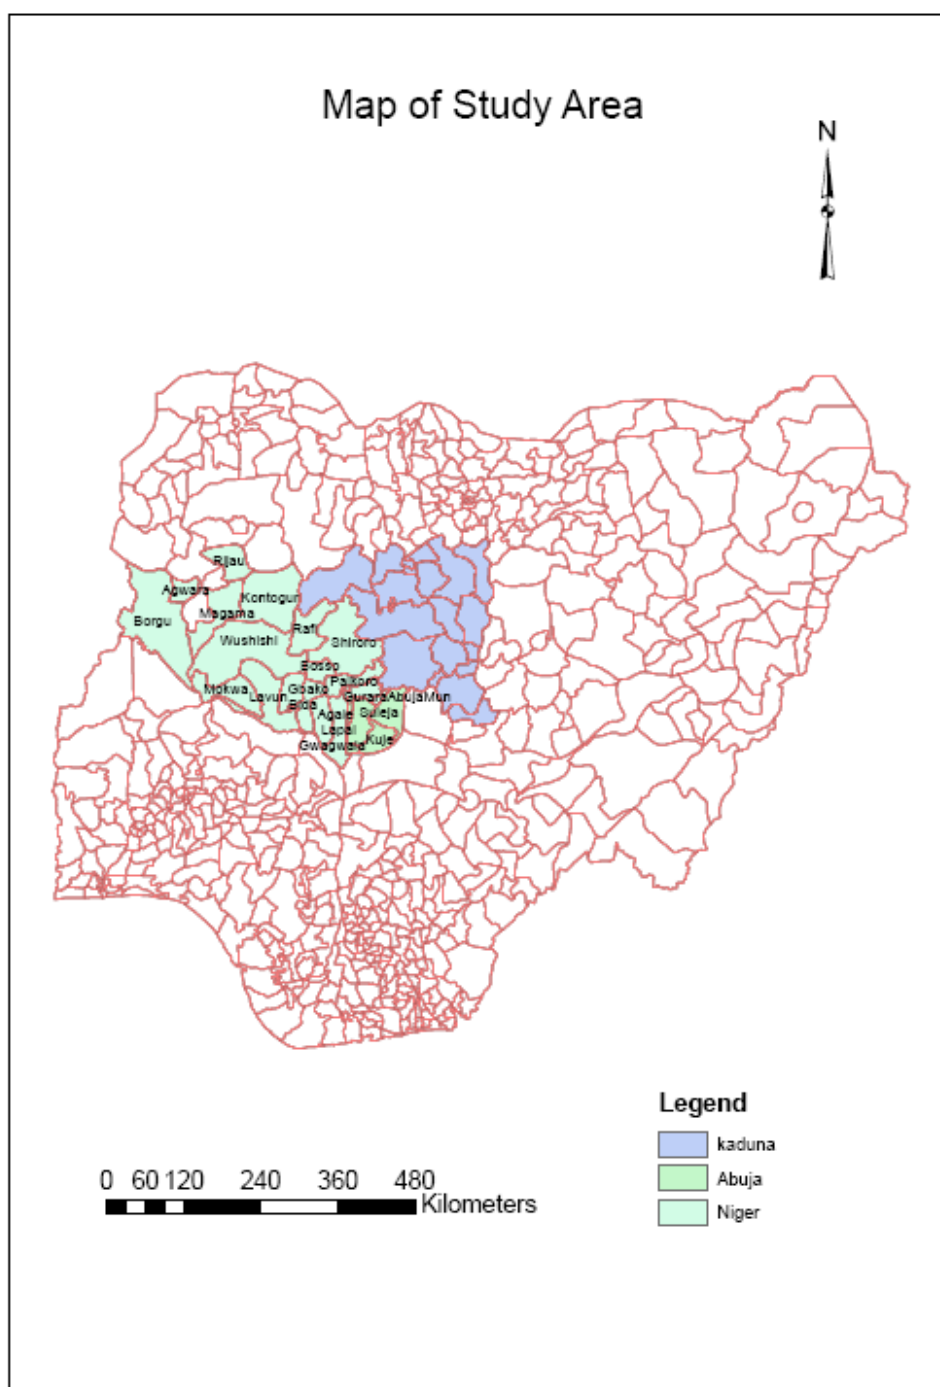 Map of Study Area
N
Rijau
Agwara
Kontogur
Magama
Borgu
Rafi
Wushishi
Shiroro
Bosso
Paikoro
Mokwa
Lavun
Gbako
Gurara
AbujaMun
Bida
Agaie
Suleja
Lapai
Kuje
Gwagwala
Legend
kaduna
Abuja
Niger
0 60 120 240 360 480
Kilometers